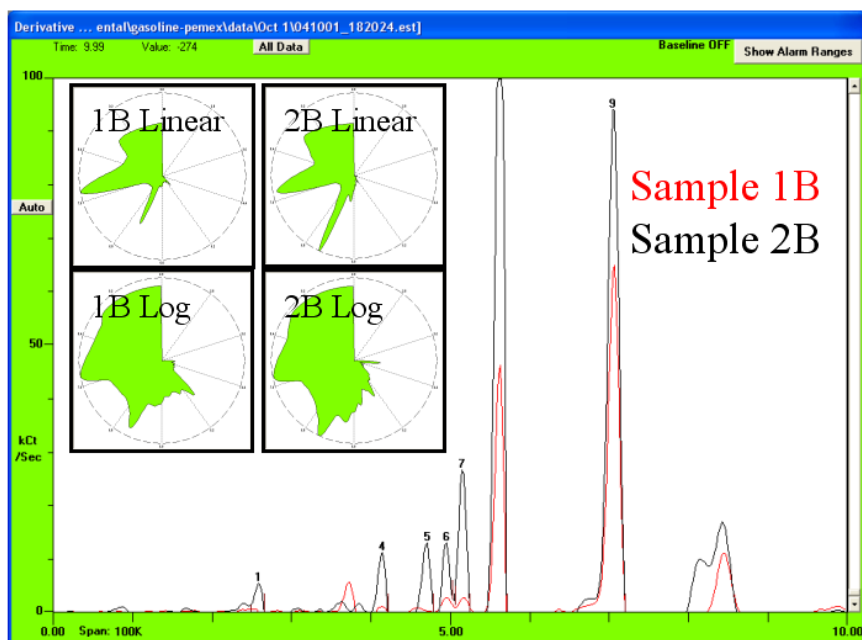 Derivative ... ental\gasoline-pemex\data\Oct 1\041001_182024.est]
Time: 9.99 Value: -274 All Data Baseline OFF Show Alarm Ranges
100
1B Linear 2B Linear
9
Sample 1B
Auto
Sample 2B
1B Log 2B Log
50
kCt
/Sec
7
4 5 6
1
0
0.00 Span: 100K 5.00 10.00